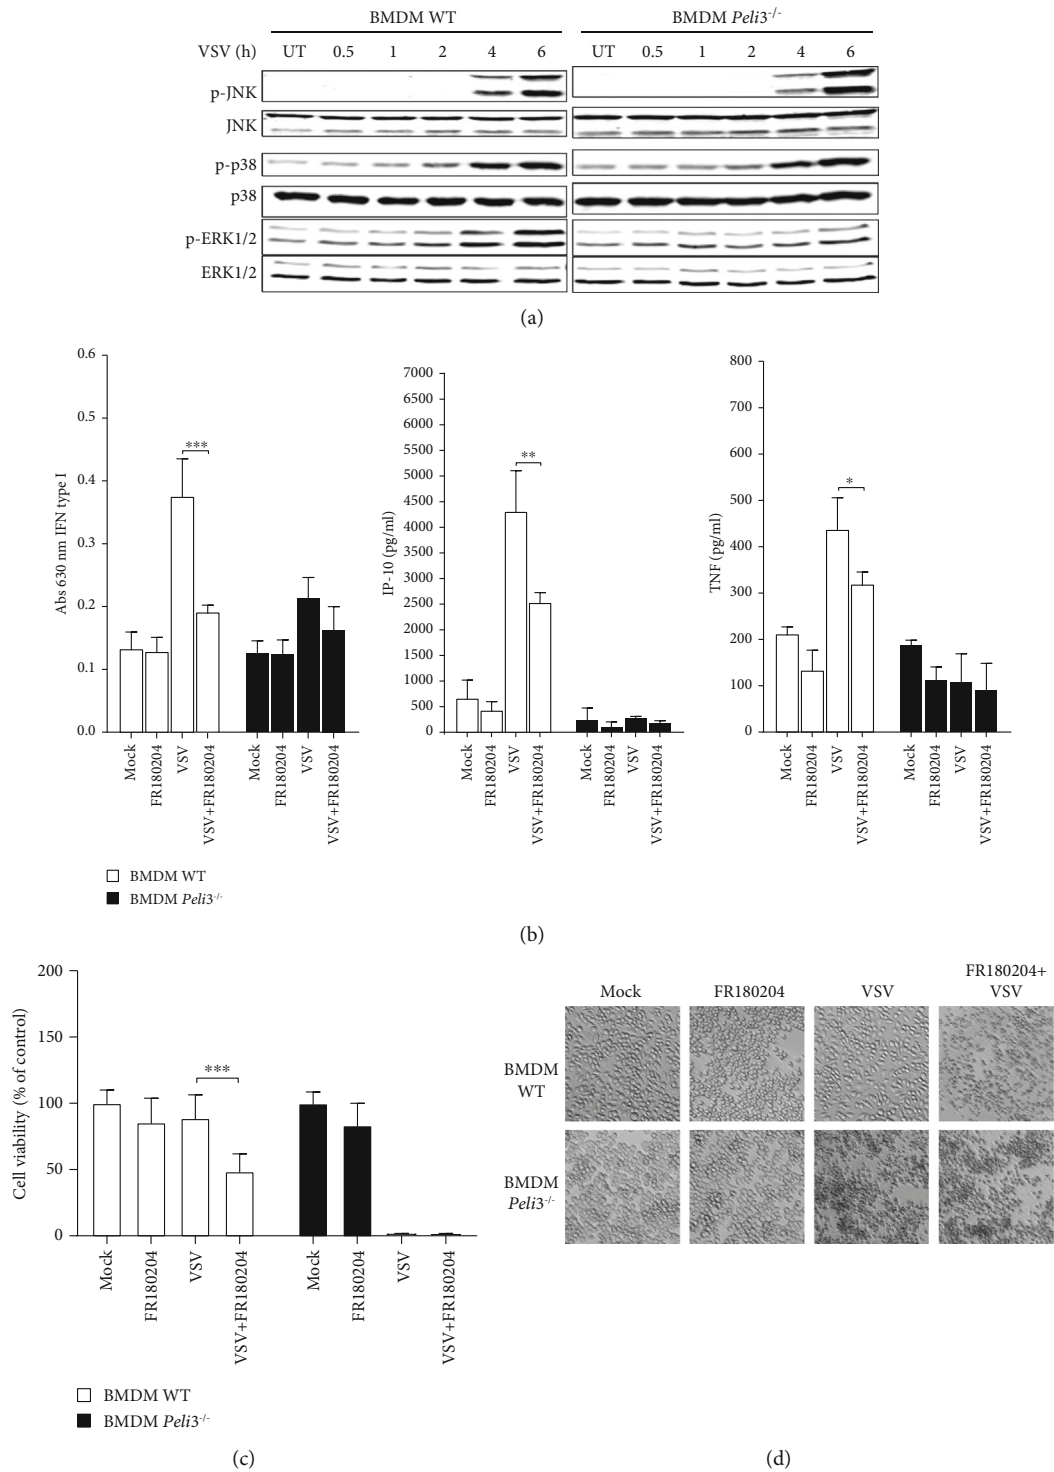 BMDM WT
BMDM Peli3-/-
VSV (h) UT 0.5 1 2 4 6 UT 0.5 1 2 4 6
p-JNK
JNK
p-p38
p38
p-ERK1/2
ERK1/2
(a)
Abs 630 nm IFN type I
0.6
0.5
0.4
0.3
0.2
0.1
0.0
***
Mock
FR180204
VSV
VSV+FR180204
Mock
FR180204
VSV
VSV+FR180204
IP-10 (pg/ml)
7000
6500
6000
5500
5000
4500
4000
3500
3000
2500
2000
1500
1000
500
0
**
Mock
FR180204
VSV
VSV+FR180204
Mock
FR180204
VSV
VSV+FR180204
TNF (pg/ml)
800
700
600
500
400
300
200
100
0
*
Mock
FR180204
VSV
VSV+FR180204
Mock
FR180204
VSV
VSV+FR180204
BMDM WT
BMDM Peli3-/-
(b)
Cell viability (% of control)
200
150
100
50
0
***
Mock
FR180204
VSV
VSV+FR180204
Mock
FR180204
VSV
VSV+FR180204
BMDM WT
BMDM Peli3-/-
(c)
Mock
FR180204
VSV
FR180204+
VSV
BMDM
WT
BMDM
Peli3-/-
(d)